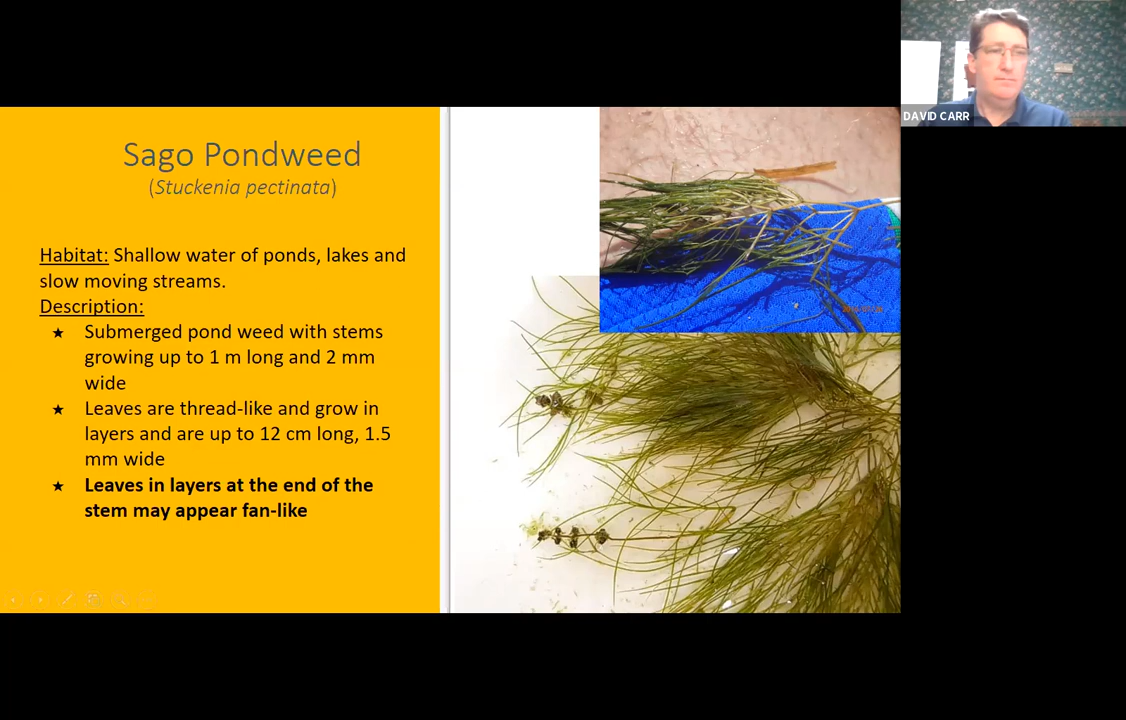 DAVID CARR
Sago Pondweed
(Stuckenia pectinata)
Habitat: Shallow water of ponds, lakes and
slow moving streams.
Description:
★ Submerged pond weed with stems
growing up to 1 m long and 2 mm
wide
★ Leaves are thread-like and grow in
layers and are up to 12 cm long, 1.5
mm wide
★ Leaves in layers at the end of the
stem may appear fan-like